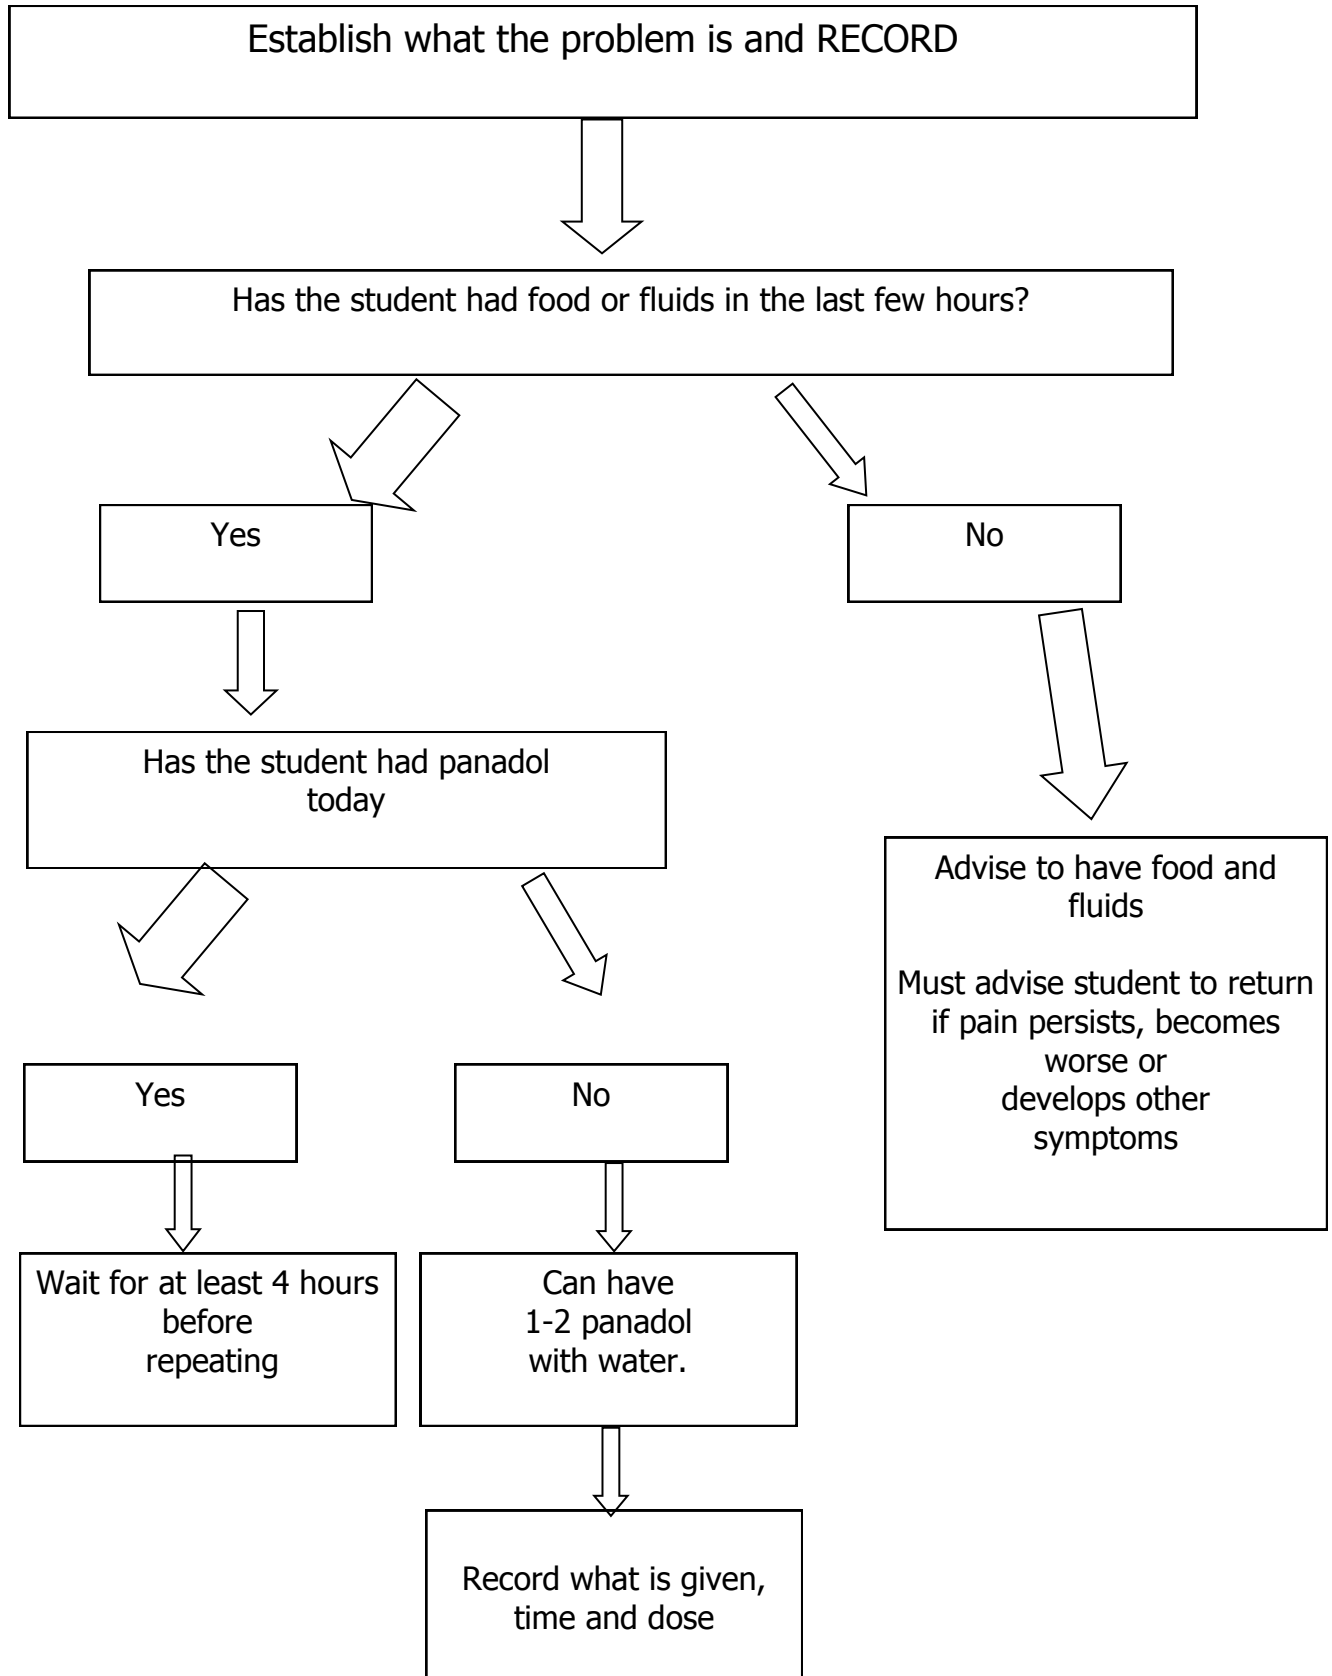 Establish what the problem is and RECORD
Has the student had food or fluids in the last few hours?
Yes
No
Has the student had panadol
today
Advise to have food and
fluids
Must advise student to return
if pain persists, becomes
worse or
develops other
symptoms
Yes
No
Wait for at least 4 hours
before
repeating
Can have
1-2 panadol
with water.
Record what is given,
time and dose